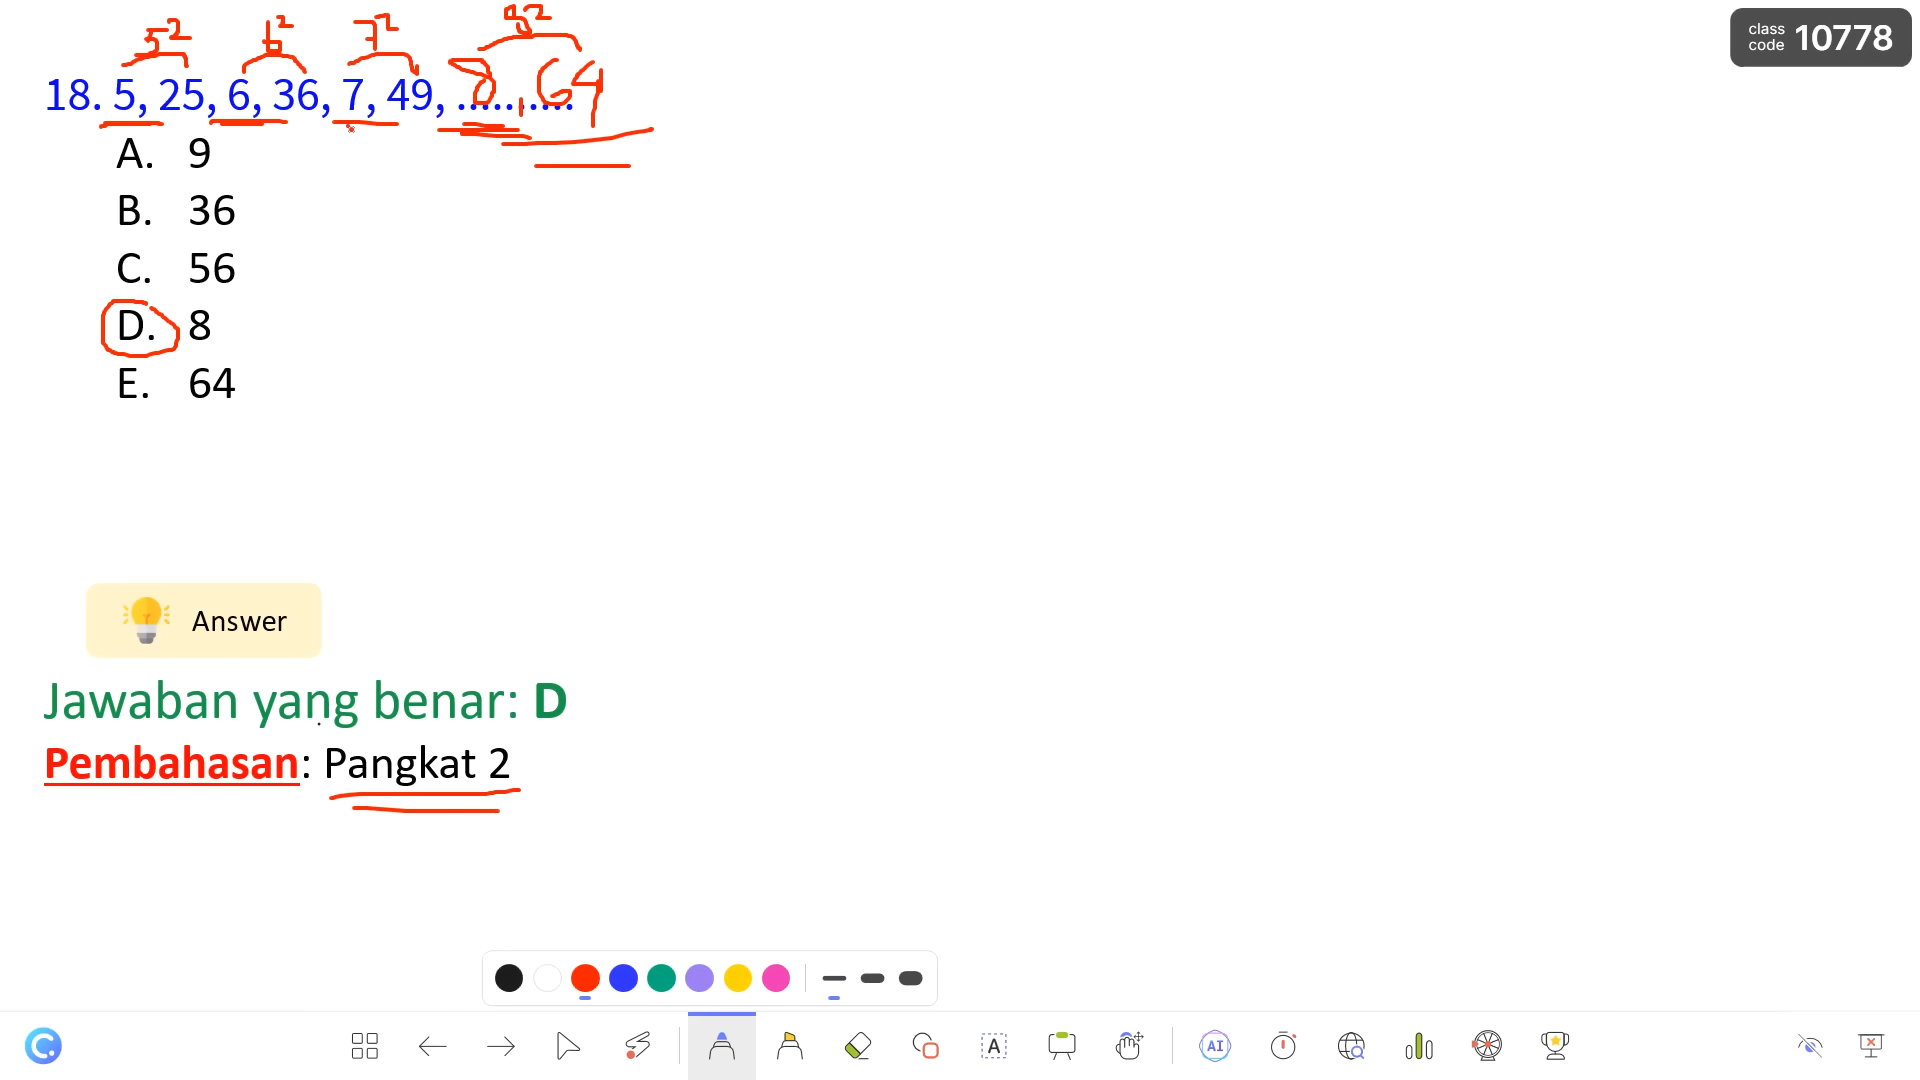 5² 6² 7² 8²
class code 10778
18. 5, 25, 6, 36, 7, 49, ..........
8, 64
A. 9
B. 36
C. 56
D. 8
E. 64
Answer
Jawaban yang benar: D
Pembahasan: Pangkat 2
A
AI